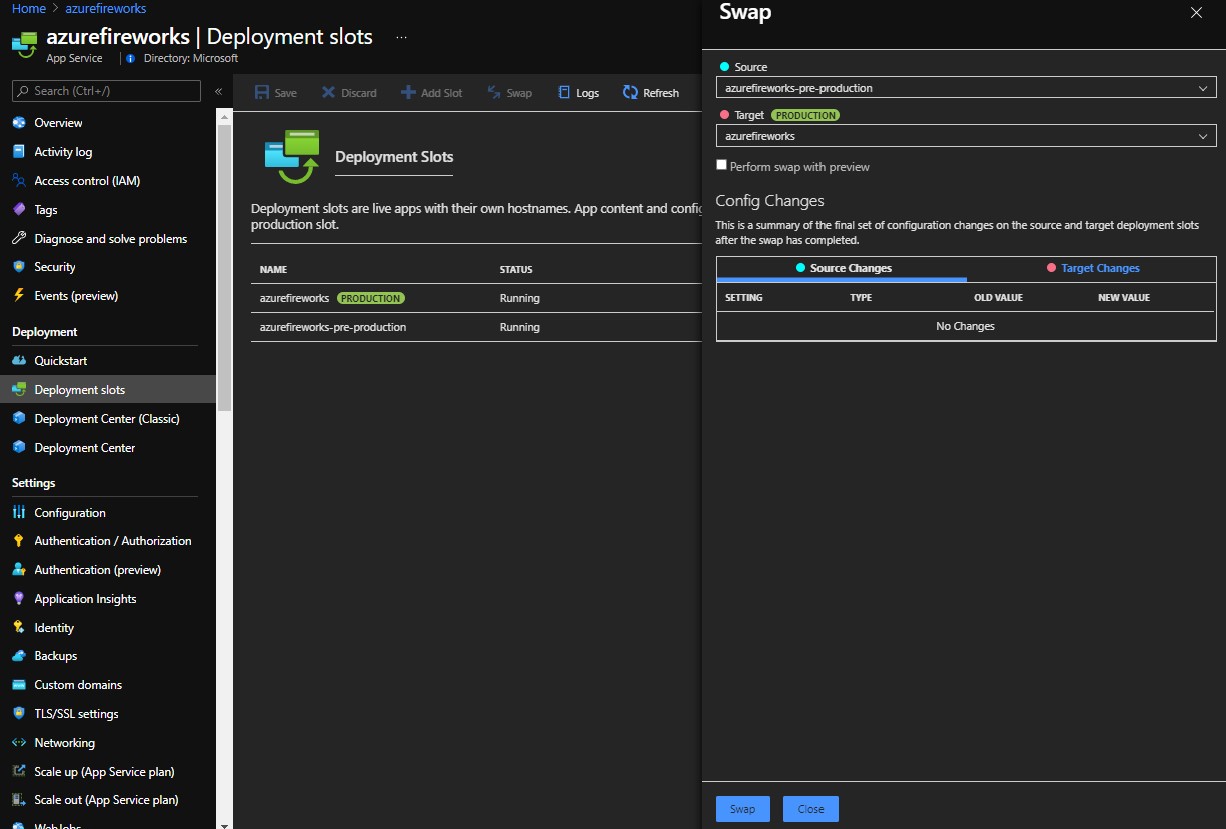 Home > azurefireworks
azurefireworks | Deployment slots ...
App Service | Directory: Microsoft
Search (Ctrl+/) «
Overview
Activity log
Access control (IAM)
Tags
Diagnose and solve problems
Security
Events (preview)
Deployment
Quickstart
Deployment slots
Deployment Center (Classic)
Deployment Center
Settings
Configuration
Authentication / Authorization
Authentication (preview)
Application Insights
Identity
Backups
Custom domains
TLS/SSL settings
Networking
Scale up (App Service plan)
Scale out (App Service plan)
WebJobs
Save Discard Add Slot Swap Logs Refresh
Deployment Slots
Deployment slots are live apps with their own hostnames. App content and config
production slot.
NAME STATUS
azurefireworks PRODUCTION Running
azurefireworks-pre-production Running
Swap
Source
azurefireworks-pre-production
Target PRODUCTION
azurefireworks
Perform swap with preview
Config Changes
This is a summary of the final set of configuration changes on the source and target deployment slots
after the swap has completed.
Source Changes Target Changes
SETTING TYPE OLD VALUE NEW VALUE
No Changes
Swap Close